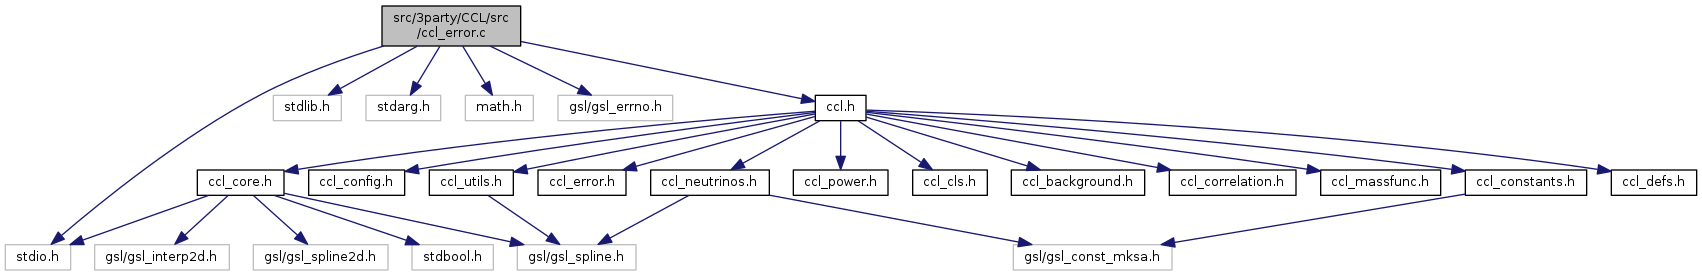 src/3party/CCL/src
/ccl_error.c
stdlib.h
stdarg.h
math.h
gsl/gsl_errno.h
ccl.h
ccl_core.h
ccl_config.h
ccl_utils.h
ccl_error.h
ccl_neutrinos.h
ccl_power.h
ccl_cls.h
ccl_background.h
ccl_correlation.h
ccl_massfunc.h
ccl_constants.h
ccl_defs.h
stdio.h
gsl/gsl_interp2d.h
gsl/gsl_spline2d.h
stdbool.h
gsl/gsl_spline.h
gsl/gsl_const_mksa.h